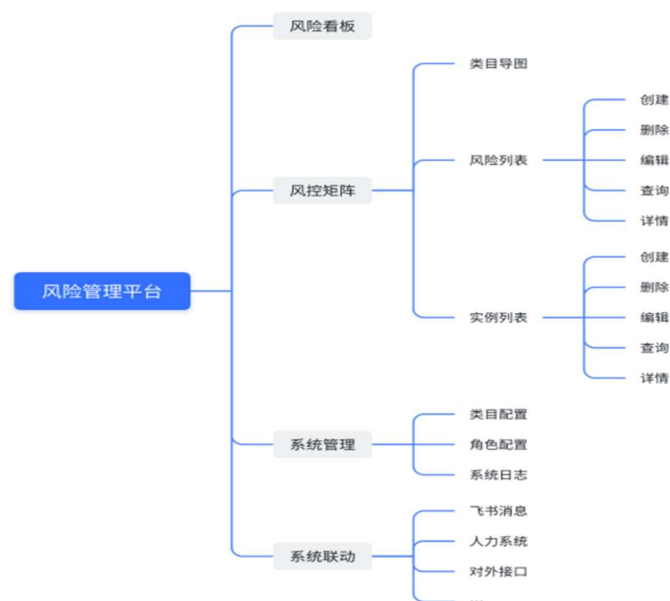 风险管理平台
风险看板
风控矩阵
类目导图
风险列表
创建
删除
编辑
查询
详情
实例列表
创建
删除
编辑
查询
详情
系统管理
类目配置
角色配置
系统日志
系统联动
飞书消息
人力系统
对外接口